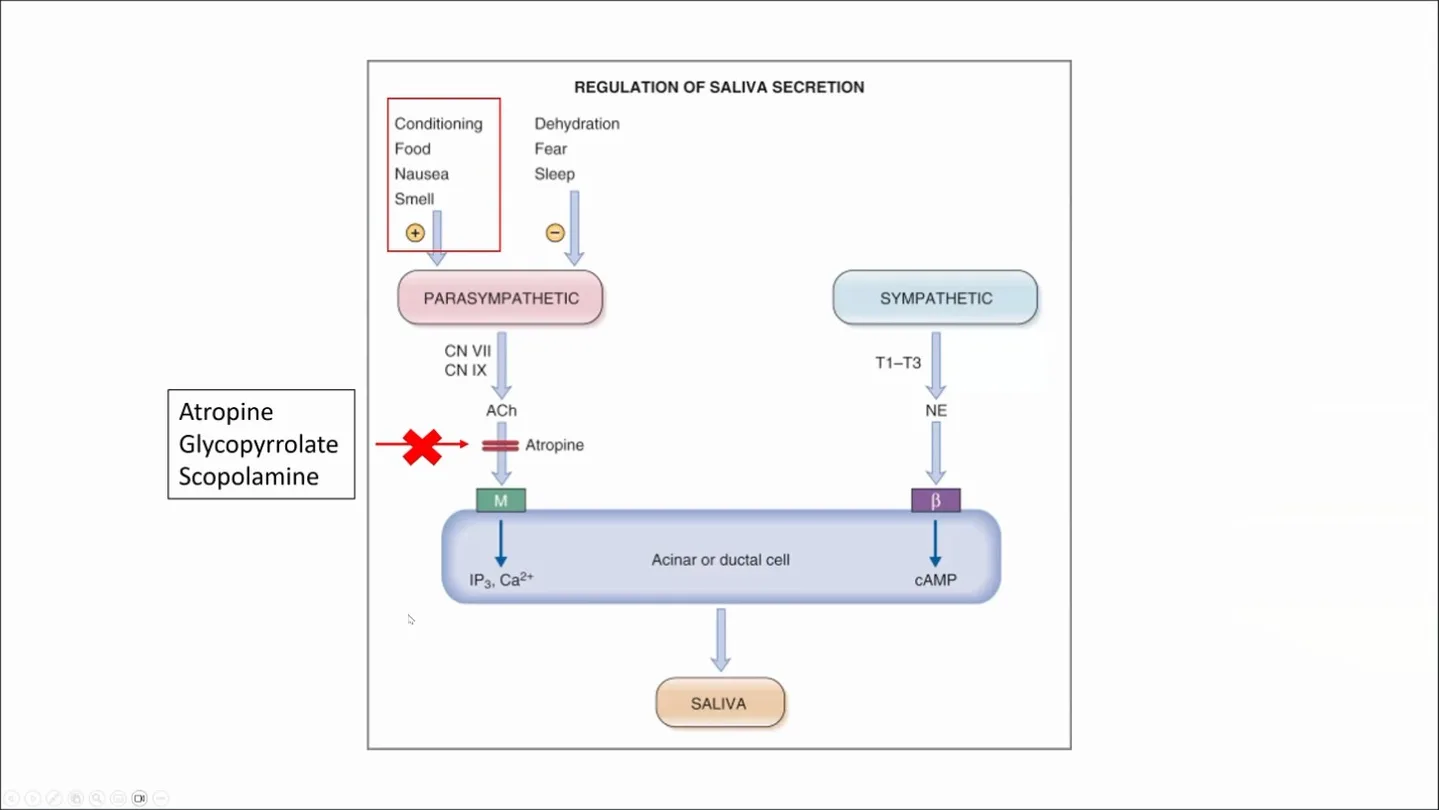 REGULATION OF SALIVA SECRETION
Conditioning
Food
Nausea
Smell
+
Dehydration
Fear
Sleep
−
PARASYMPATHETIC
SYMPATHETIC
CN VII
CN IX
T1–T3
ACh
NE
Atropine
Glycopyrrolate
Scopolamine
Atropine
M
β
Acinar or ductal cell
IP₃, Ca²⁺
cAMP
SALIVA